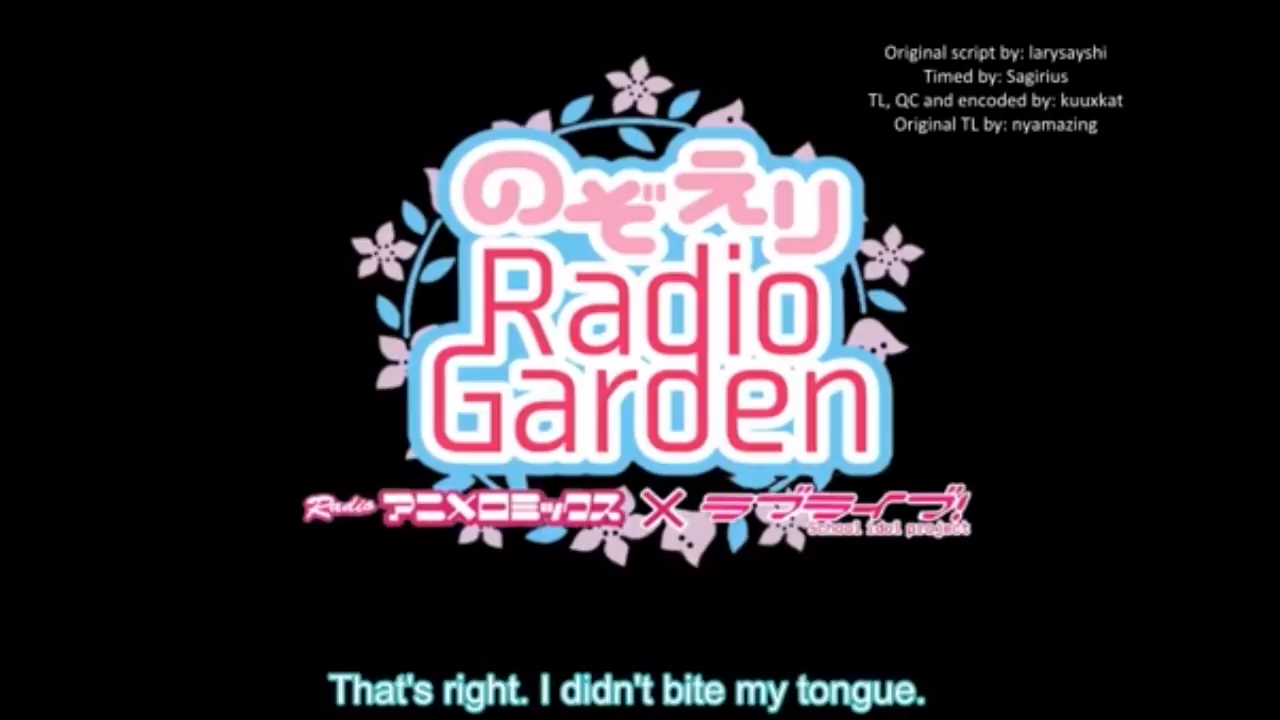 Original script by: larysayshi
Timed by: Sagirius
TL, QC and encoded by: kuuxkat
Original TL by: nyamazing
のぞえり
Radio
Garden
Radio アニメロミックス × ラブライブ!
School idol project
That's right. I didn't bite my tongue.